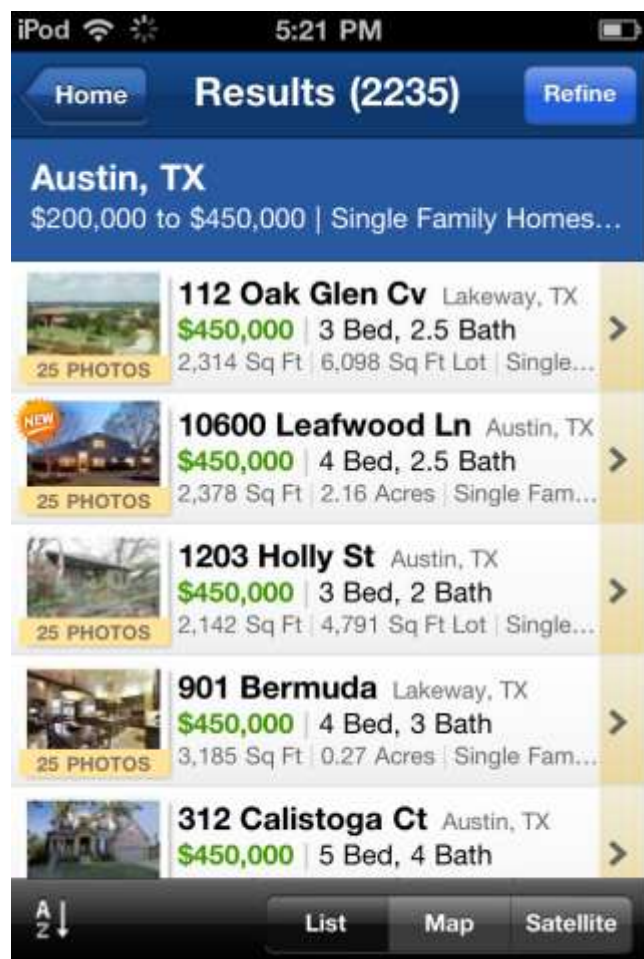 iPod 5:21 PM
Home Results (2235) Refine
Austin, TX
$200,000 to $450,000 | Single Family Homes...
112 Oak Glen Cv Lakeway, TX
$450,000 | 3 Bed, 2.5 Bath
25 PHOTOS 2,314 Sq Ft | 6,098 Sq Ft Lot | Single...
NEW 10600 Leafwood Ln Austin, TX
$450,000 | 4 Bed, 2.5 Bath
25 PHOTOS 2,378 Sq Ft | 2.16 Acres | Single Fam...
1203 Holly St Austin, TX
$450,000 | 3 Bed, 2 Bath
25 PHOTOS 2,142 Sq Ft | 4,791 Sq Ft Lot | Single...
901 Bermuda Lakeway, TX
$450,000 | 4 Bed, 3 Bath
25 PHOTOS 3,185 Sq Ft | 0.27 Acres | Single Fam...
312 Calistoga Ct Austin, TX
$450,000 | 5 Bed, 4 Bath
A
Z List Map Satellite